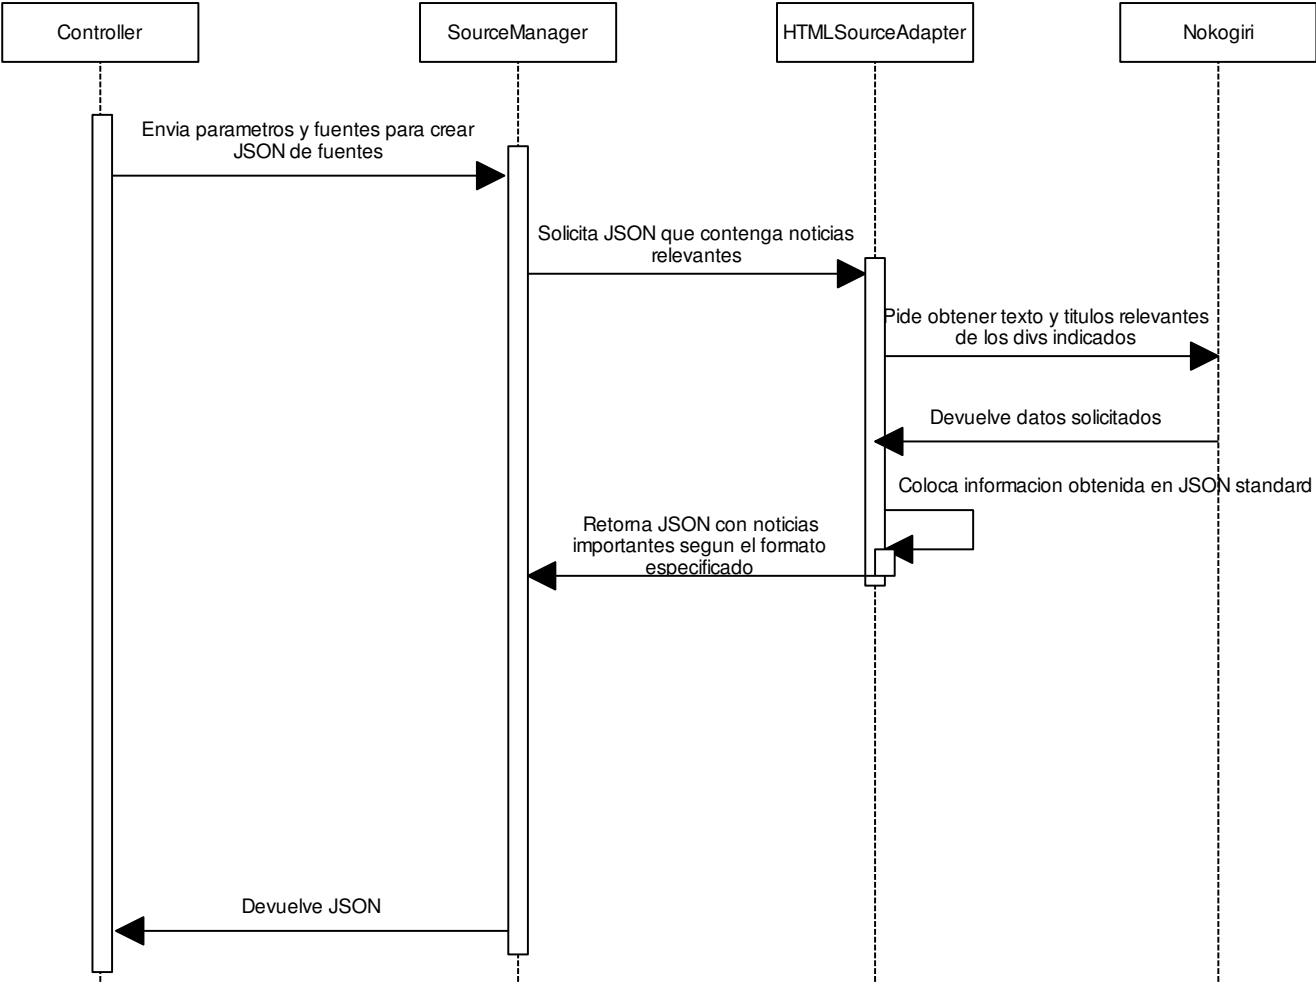 Controller
SourceManager
HTMLSourceAdapter
Nokogiri
Envia parametros y fuentes para crear
JSON de fuentes
Solicita JSON que contenga noticias
relevantes
Pide obtener texto y titulos relevantes
de los divs indicados
Devuelve datos solicitados
Coloca informacion obtenida en JSON standard
Retorna JSON con noticias
importantes segun el formato
especificado
Devuelve JSON